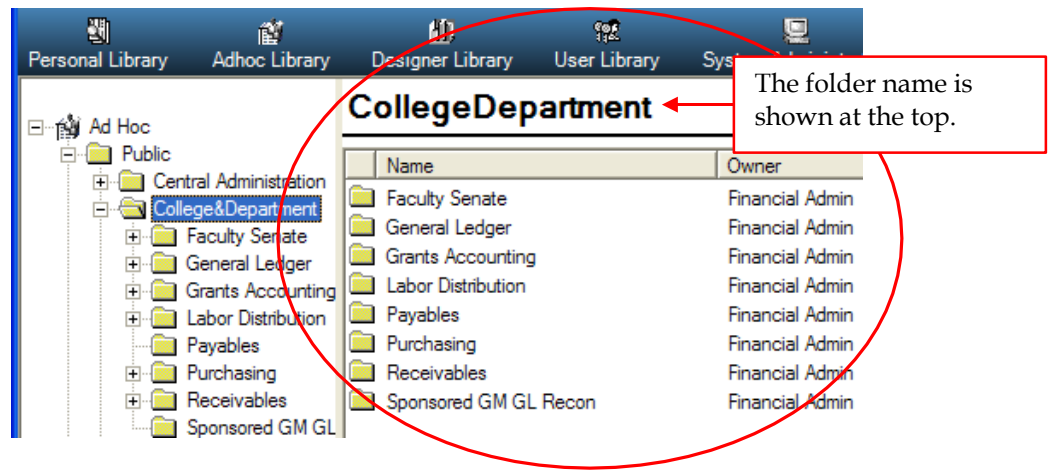 Personal Library Adhoc Library Designer Library User Library
The folder name is
shown at the top.
CollegeDepartment
Ad Hoc
Public
Central Administration
College&Department
Faculty Senate
General Ledger
Grants Accounting
Labor Distribution
Payables
Purchasing
Receivables
Sponsored GM GL
Name Owner
Faculty Senate Financial Admin
General Ledger Financial Admin
Grants Accounting Financial Admin
Labor Distribution Financial Admin
Payables Financial Admin
Purchasing Financial Admin
Receivables Financial Admin
Sponsored GM GL Recon Financial Admin